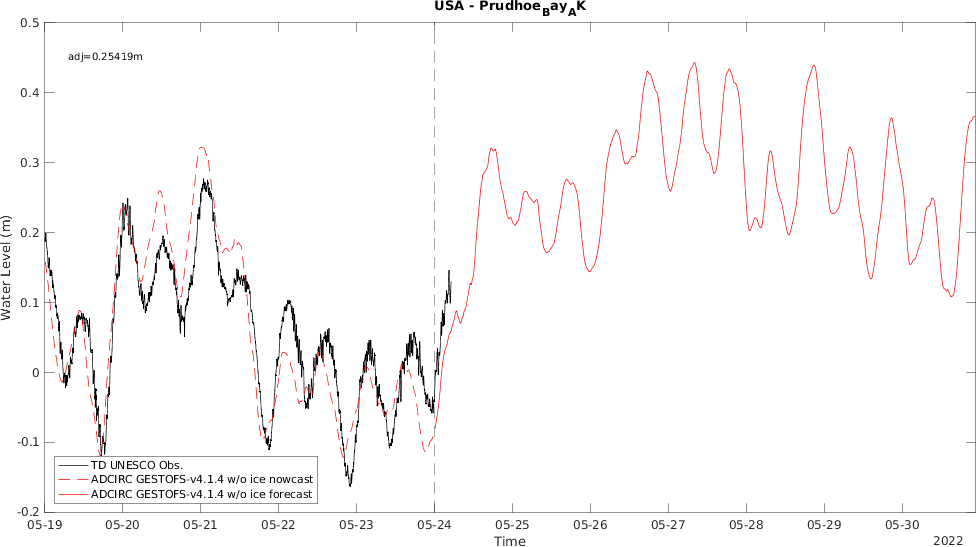 USA - Prudhoe_Bay_AK
adj=0.25419m
0.5
0.4
0.3
0.2
0.1
0
-0.1
-0.2
Water Level (m)
TD UNESCO Obs.
ADCIRC GESTOFS-v4.1.4 w/o ice nowcast
ADCIRC GESTOFS-v4.1.4 w/o ice forecast
05-19 05-20 05-21 05-22 05-23 05-24 05-25 05-26 05-27 05-28 05-29 05-30
Time
2022